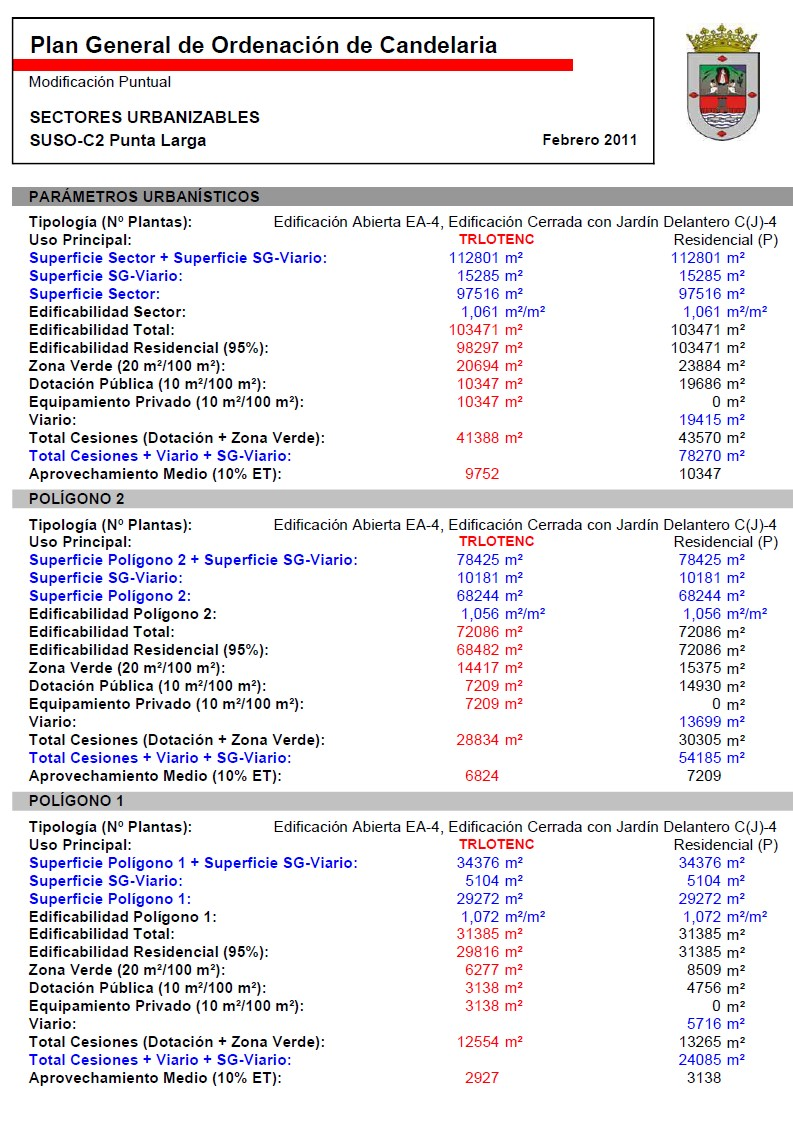 Plan General de Ordenación de Candelaria
Modificación Puntual
SECTORES URBANIZABLES
SUSO-C2 Punta Larga Febrero 2011
PARÁMETROS URBANÍSTICOS
Tipología (Nº Plantas): Edificación Abierta EA-4, Edificación Cerrada con Jardín Delantero C(J)-4
Uso Principal: TRLOTENC Residencial (P)
Superficie Sector + Superficie SG-Viario: 112801 m² 112801 m²
Superficie SG-Viario: 15285 m² 15285 m²
Superficie Sector: 97516 m² 97516 m²
Edificabilidad Sector: 1,061 m²/m² 1,061 m²/m²
Edificabilidad Total: 103471 m² 103471 m²
Edificabilidad Residencial (95%): 98297 m² 103471 m²
Zona Verde (20 m²/100 m²): 20694 m² 23884 m²
Dotación Pública (10 m²/100 m²): 10347 m² 19686 m²
Equipamiento Privado (10 m²/100 m²): 10347 m² 0 m²
Viario: 19415 m²
Total Cesiones (Dotación + Zona Verde): 41388 m² 43570 m²
Total Cesiones + Viario + SG-Viario: 78270 m²
Aprovechamiento Medio (10% ET): 9752 10347
POLÍGONO 2
Tipología (Nº Plantas): Edificación Abierta EA-4, Edificación Cerrada con Jardín Delantero C(J)-4
Uso Principal: TRLOTENC Residencial (P)
Superficie Polígono 2 + Superficie SG-Viario: 78425 m² 78425 m²
Superficie SG-Viario: 10181 m² 10181 m²
Superficie Polígono 2: 68244 m² 68244 m²
Edificabilidad Polígono 2: 1,056 m²/m² 1,056 m²/m²
Edificabilidad Total: 72086 m² 72086 m²
Edificabilidad Residencial (95%): 68482 m² 72086 m²
Zona Verde (20 m²/100 m²): 14417 m² 15375 m²
Dotación Pública (10 m²/100 m²): 7209 m² 14930 m²
Equipamiento Privado (10 m²/100 m²): 7209 m² 0 m²
Viario: 13699 m²
Total Cesiones (Dotación + Zona Verde): 28834 m² 30305 m²
Total Cesiones + Viario + SG-Viario: 54185 m²
Aprovechamiento Medio (10% ET): 6824 7209
POLÍGONO 1
Tipología (Nº Plantas): Edificación Abierta EA-4, Edificación Cerrada con Jardín Delantero C(J)-4
Uso Principal: TRLOTENC Residencial (P)
Superficie Polígono 1 + Superficie SG-Viario: 34376 m² 34376 m²
Superficie SG-Viario: 5104 m² 5104 m²
Superficie Polígono 1: 29272 m² 29272 m²
Edificabilidad Polígono 1: 1,072 m²/m² 1,072 m²/m²
Edificabilidad Total: 31385 m² 31385 m²
Edificabilidad Residencial (95%): 29816 m² 31385 m²
Zona Verde (20 m²/100 m²): 6277 m² 8509 m²
Dotación Pública (10 m²/100 m²): 3138 m² 4756 m²
Equipamiento Privado (10 m²/100 m²): 3138 m² 0 m²
Viario: 5716 m²
Total Cesiones (Dotación + Zona Verde): 12554 m² 13265 m²
Total Cesiones + Viario + SG-Viario: 24085 m²
Aprovechamiento Medio (10% ET): 2927 3138